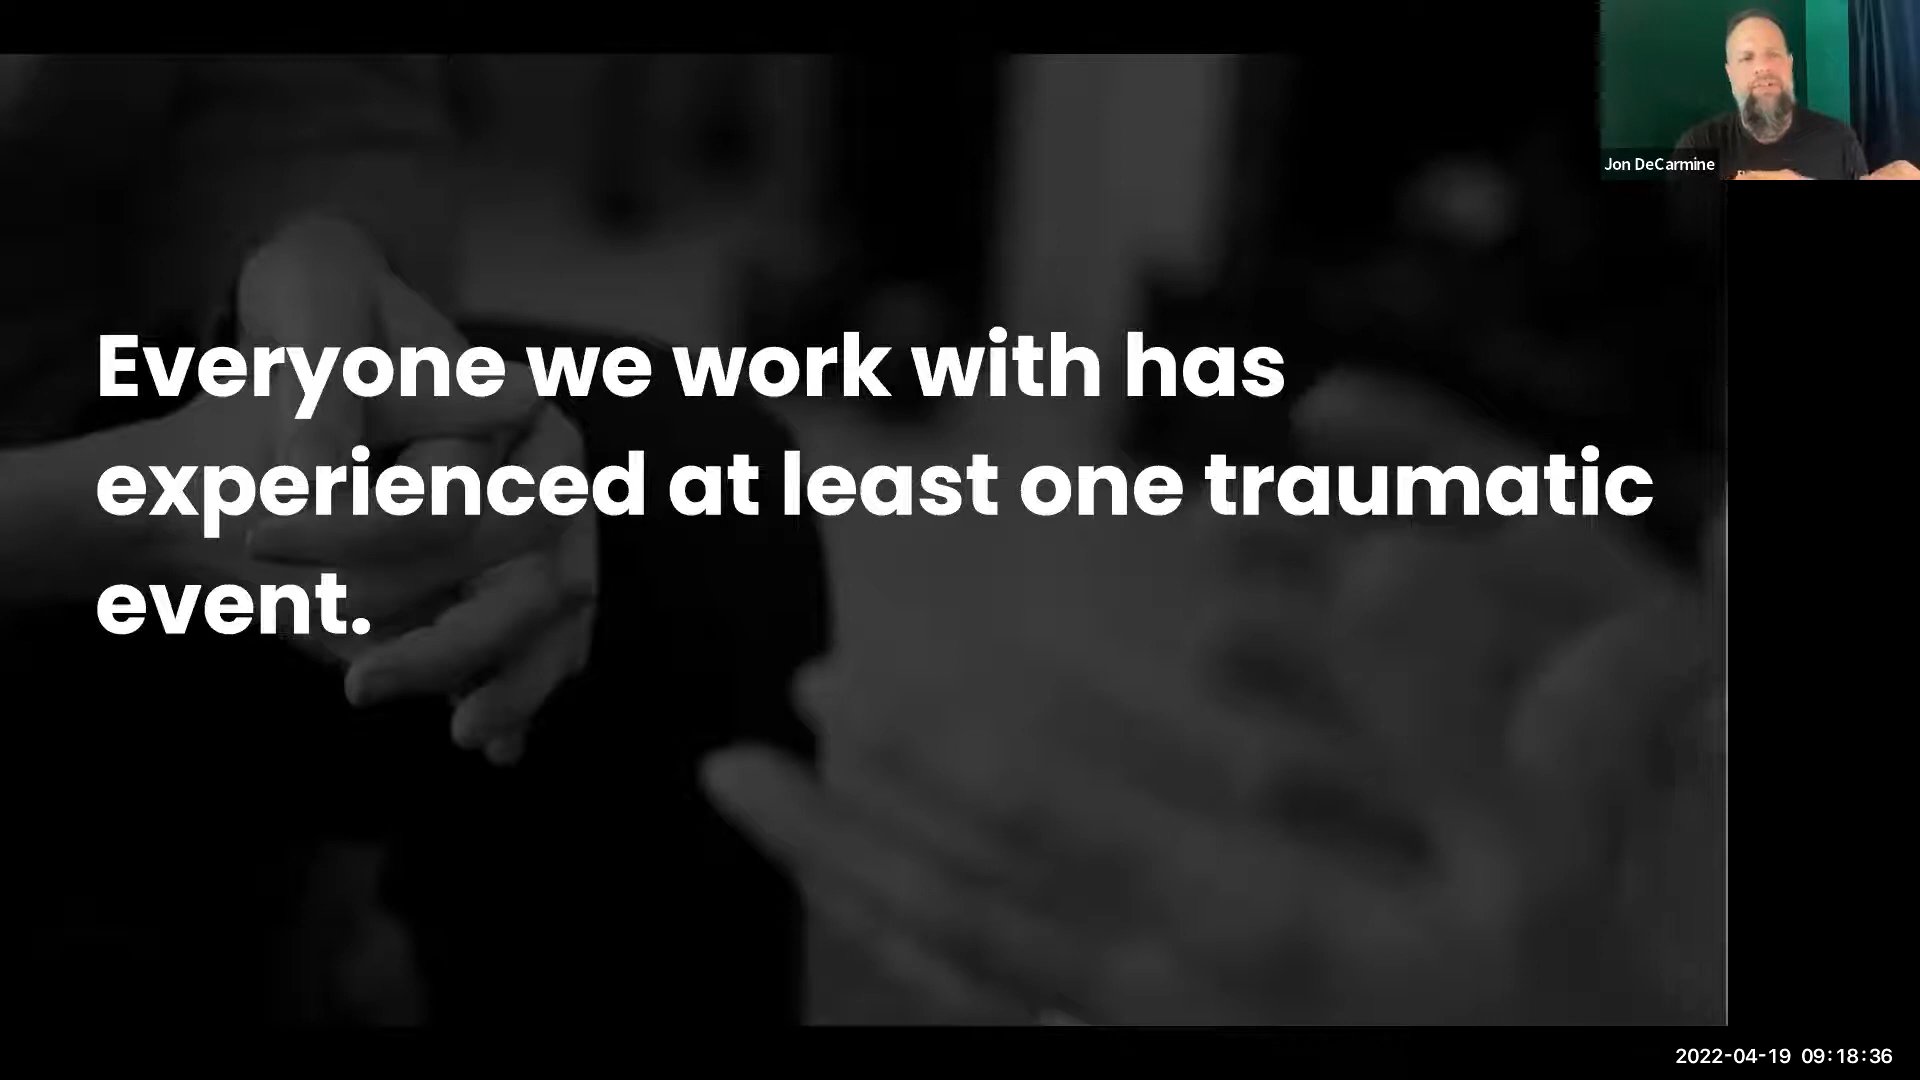 Everyone we work with has
experienced at least one traumatic
event.
Jon DeCarmine
2022-04-19 09:18:36